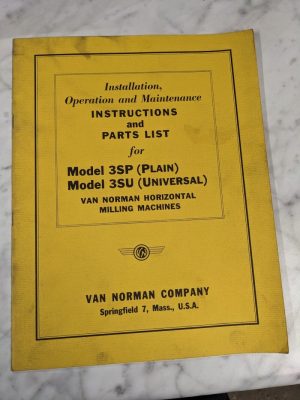 Installation,
Operation and Maintenance
INSTRUCTIONS
and
PARTS LIST
for
Model 3SP (PLAIN)
Model 3SU (UNIVERSAL)
VAN NORMAN HORIZONTAL
MILLING MACHINES
VAN NORMAN COMPANY
Springfield 7, Mass., U.S.A.